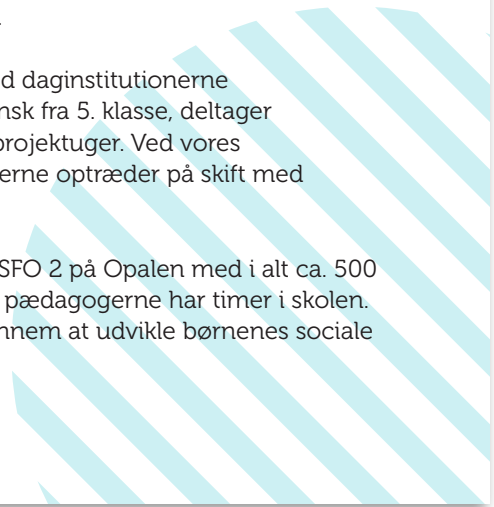 d daginstitutionerne
nsk fra 5. klasse, deltager
projektuger. Ved vores
erne optræder på skift med
SFO 2 på Opalen med i alt ca. 500
pædagogerne har timer i skolen.
nnem at udvikle børnenes sociale